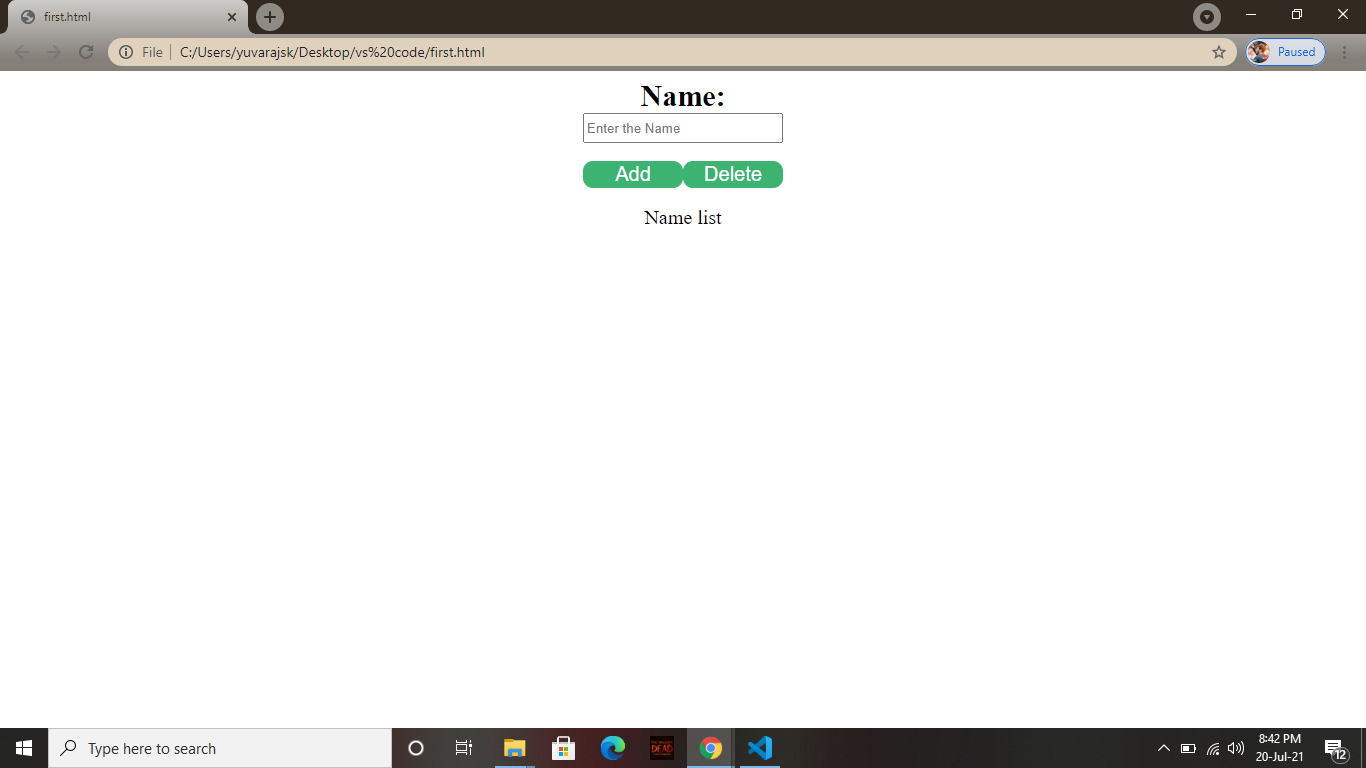 first.html
File
C:/Users/yuvarajsk/Desktop/vs%20code/first.html
Paused
Name:
Enter the Name
Add Delete
Name list
Type here to search
DEAD
8:42 PM
20-Jul-21
12